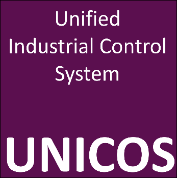 Unified
Industrial Control
System
UNICOS